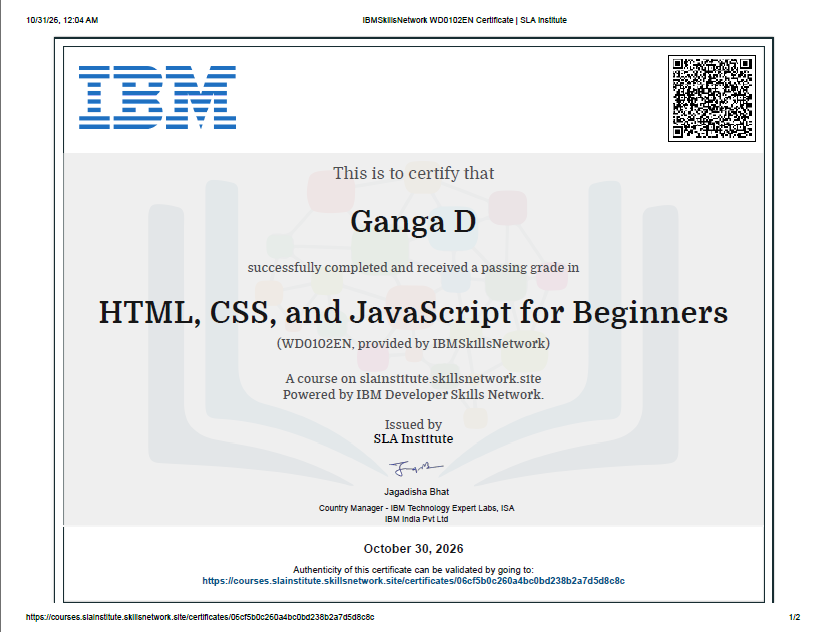 10/31/26, 12:04 AM
IBMSkillsNetwork WD0102EN Certificate | SLA Institute
IBM
This is to certify that
Ganga D
successfully completed and received a passing grade in
HTML, CSS, and JavaScript for Beginners
(WD0102EN, provided by IBMSkillsNetwork)
A course on slainstitute.skillsnetwork.site
Powered by IBM Developer Skills Network.
Issued by
SLA Institute
Jagadisha Bhat
Country Manager - IBM Technology Expert Labs, ISA
IBM India Pvt Ltd
October 30, 2026
Authenticity of this certificate can be validated by going to:
https://courses.slainstitute.skillsnetwork.site/certificates/06cf5b0c260a4bc0bd238b2a7d5d8c8c
https://courses.slainstitute.skillsnetwork.site/certificates/06cf5b0c260a4bc0bd238b2a7d5d8c8c
1/2